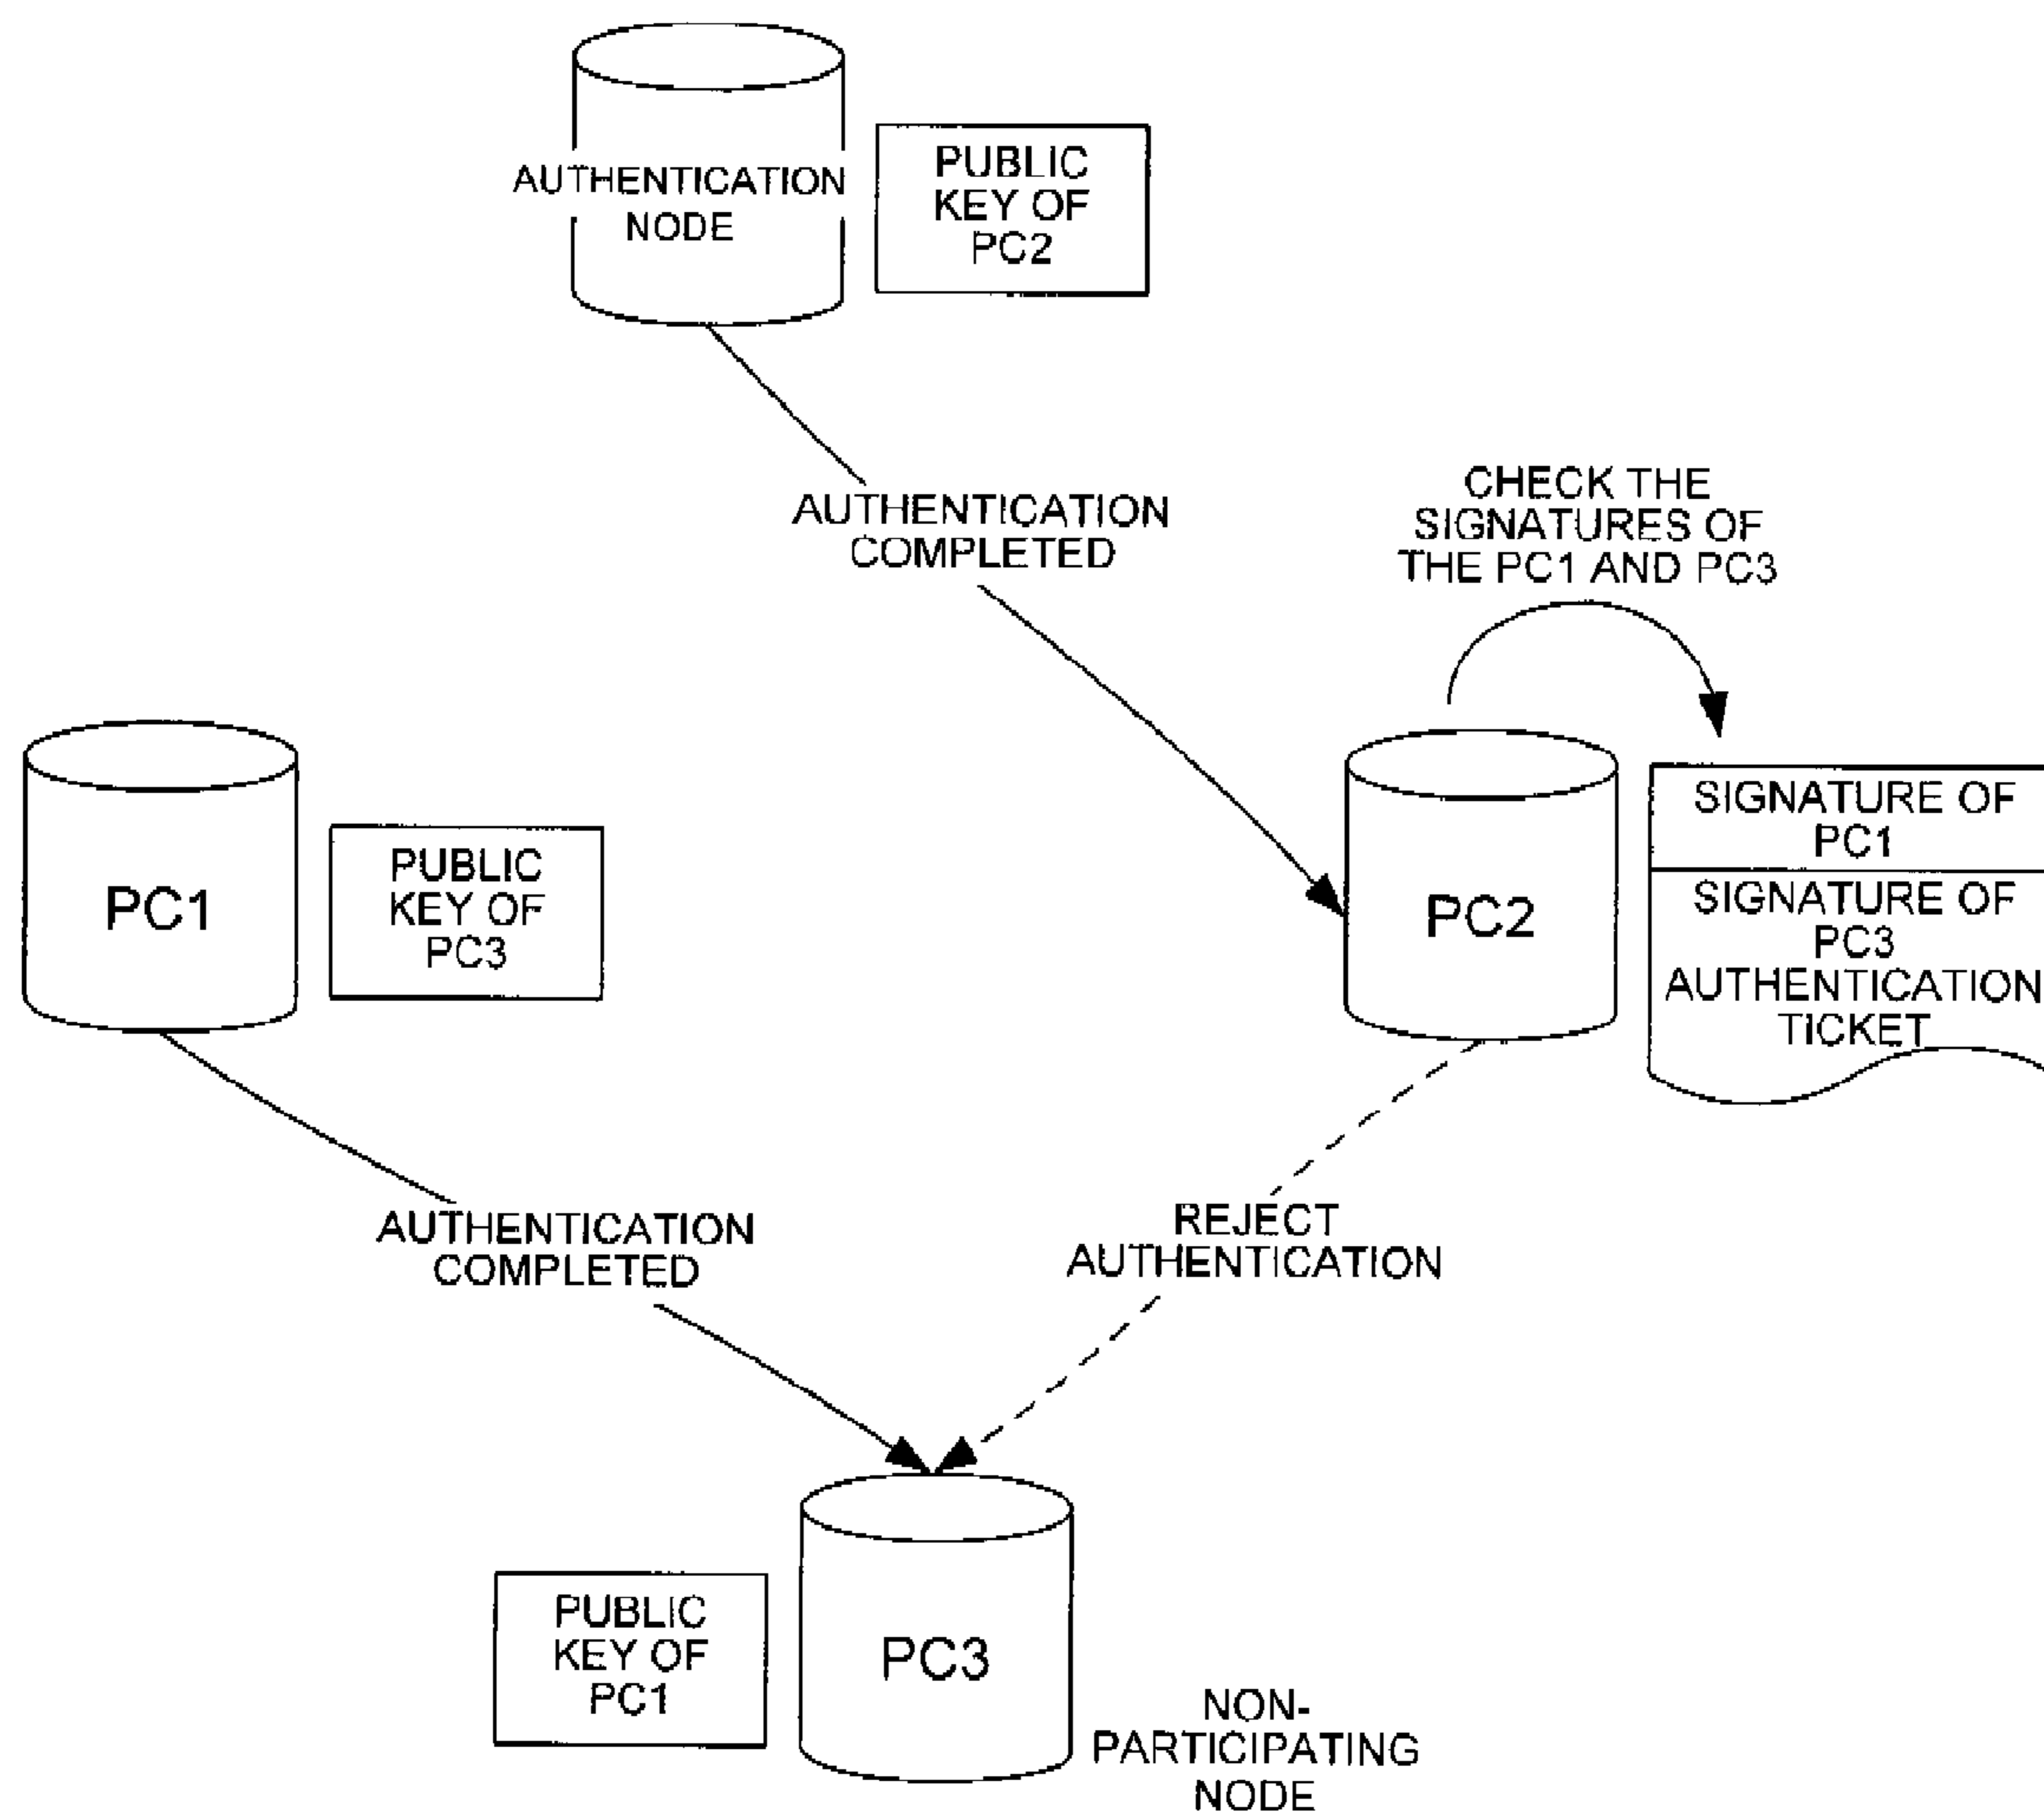 AUTHENTICATION
NODE
PUBLIC
KEY OF
PC2
AUTHENTICATION
COMPLETED
CHECK THE
SIGNATURES OF
THE PC1 AND PC3
PC1
PUBLIC
KEY OF
PC3
PC2
SIGNATURE OF
PC1
SIGNATURE OF
PC3
AUTHENTICATION
TICKET
AUTHENTICATION
COMPLETED
REJECT
AUTHENTICATION
PUBLIC
KEY OF
PC1
PC3
NON-
PARTICIPATING
NODE